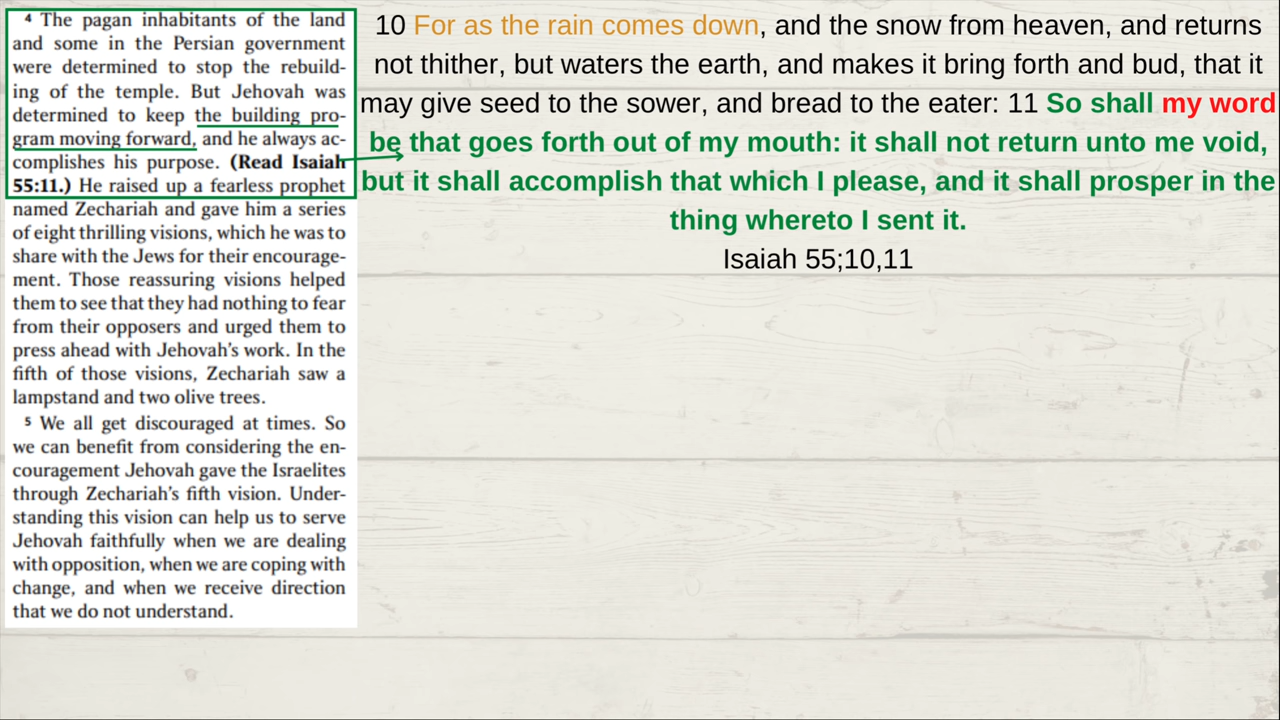 4 The pagan inhabitants of the land
and some in the Persian government
were determined to stop the rebuild-
ing of the temple. But Jehovah was
determined to keep the building pro-
gram moving forward, and he always ac-
complishes his purpose. (Read Isaiah
55:11.) He raised up a fearless prophet
named Zechariah and gave him a series
of eight thrilling visions, which he was to
share with the Jews for their encourage-
ment. Those reassuring visions helped
them to see that they had nothing to fear
from their opposers and urged them to
press ahead with Jehovah's work. In the
fifth of those visions, Zechariah saw a
lampstand and two olive trees.
5 We all get discouraged at times. So
we can benefit from considering the en-
couragement Jehovah gave the Israelites
through Zechariah's fifth vision. Under-
standing this vision can help us to serve
Jehovah faithfully when we are dealing
with opposition, when we are coping with
change, and when we receive direction
that we do not understand.
10 For as the rain comes down, and the snow from heaven, and returns
not thither, but waters the earth, and makes it bring forth and bud, that it
may give seed to the sower, and bread to the eater: 11 So shall my word
be that goes forth out of my mouth: it shall not return unto me void,
but it shall accomplish that which I please, and it shall prosper in the
thing whereto I sent it.
Isaiah 55;10,11